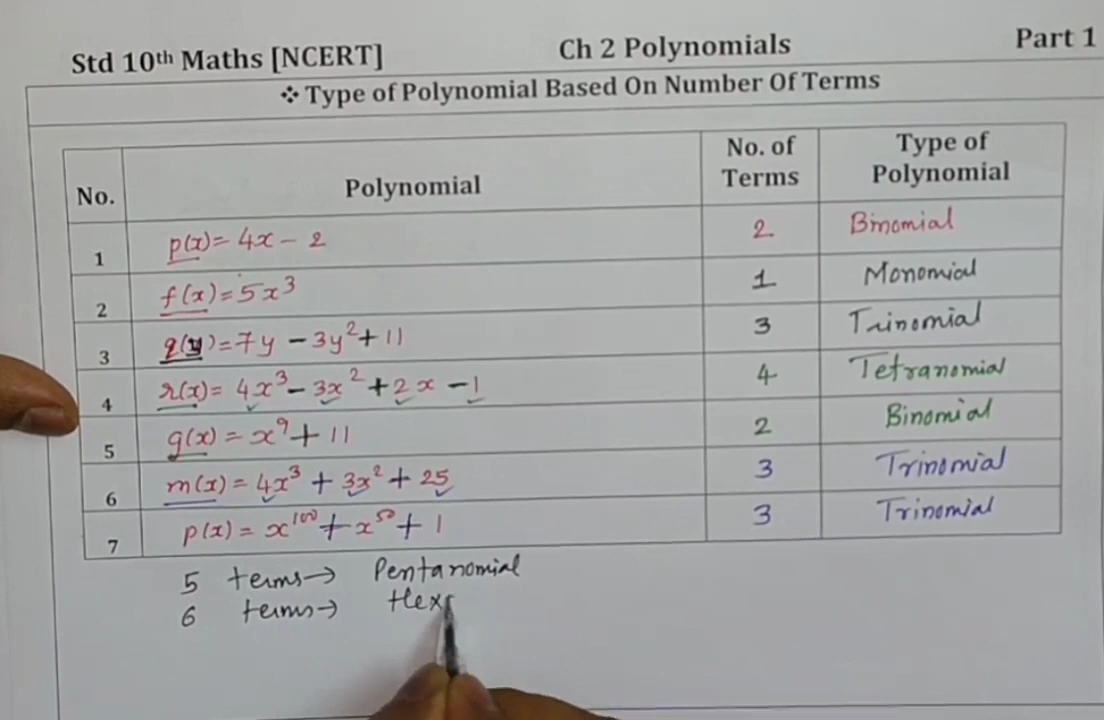 Std 10th Maths [NCERT] Ch 2 Polynomials Part 1
❖ Type of Polynomial Based On Number Of Terms
No. Polynomial No. of Terms Type of Polynomial
1 p(x) = 4x - 2 2 Binomial
2 f(x) = 5x³ 1 Monomial
3 q(y) = 7y - 3y² + 11 3 Trinomial
4 r(x) = 4x³ - 3x² + 2x - 1 4 Tetranomial
5 g(x) = x⁹ + 11 2 Binomial
6 m(x) = 4x³ + 3x² + 25 3 Trinomial
7 p(x) = x¹⁰⁰ + x⁵⁰ + 1 3 Trinomial
5 terms → Pentanomial
6 terms → Hex